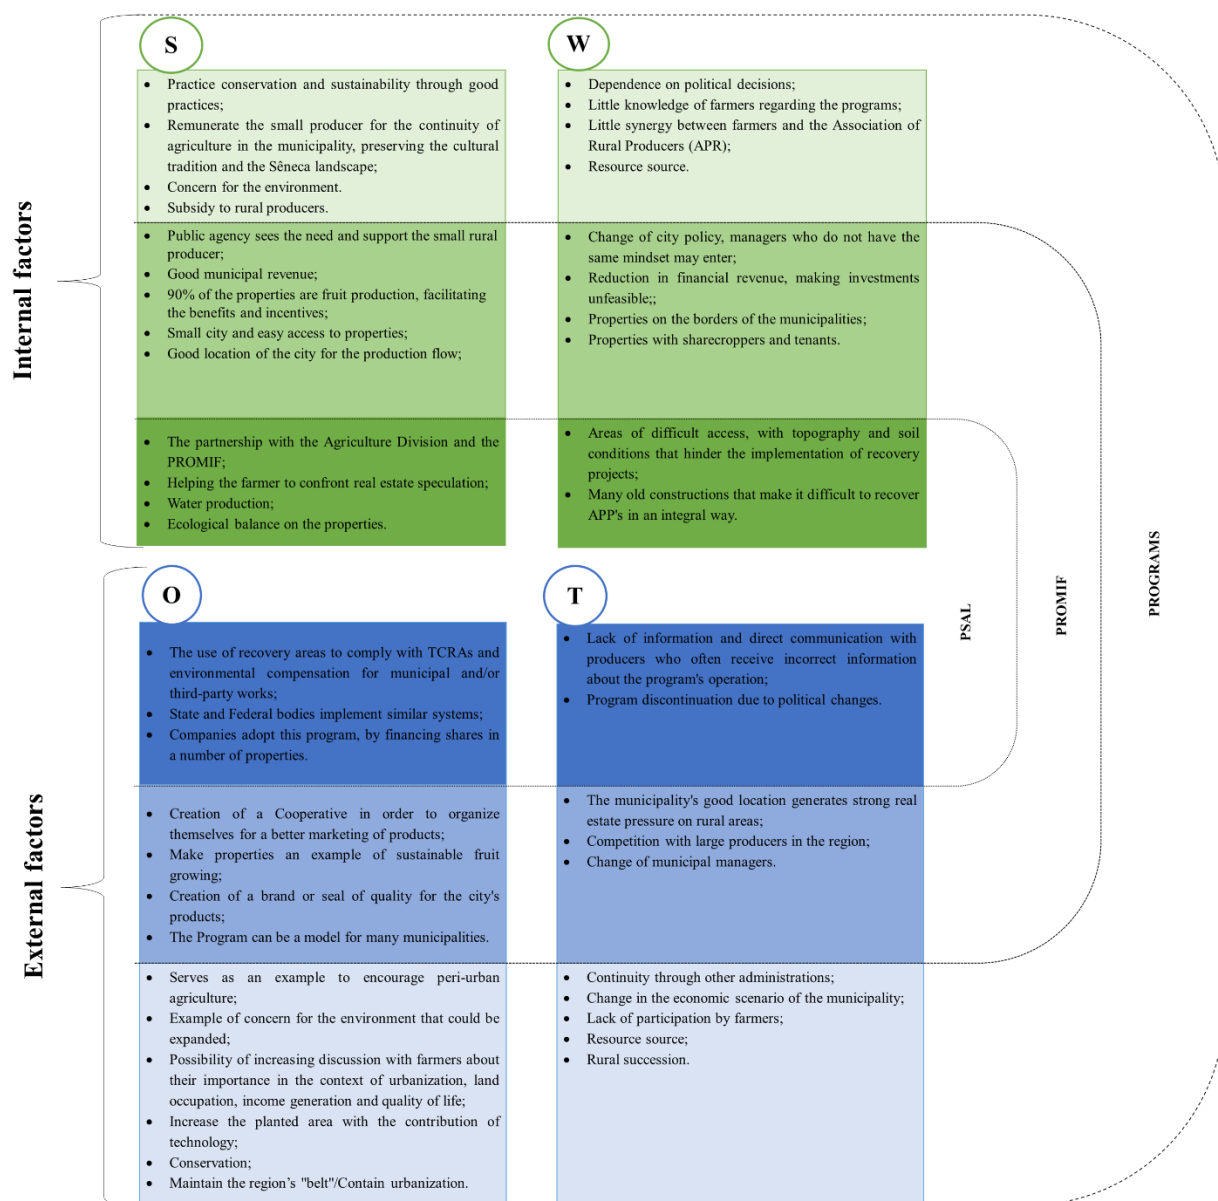 S
W
Internal factors
• Practice conservation and sustainability through good
practices;
• Remunerate the small producer for the continuity of
agriculture in the municipality, preserving the cultural
tradition and the Sêneca landscape;
• Concern for the environment.
• Subsidy to rural producers.
• Dependence on political decisions;
• Little knowledge of farmers regarding the programs;
• Little synergy between farmers and the Association of
Rural Producers (APR);
• Resource source.
• Public agency sees the need and support the small rural
producer;
• Good municipal revenue;
• 90% of the properties are fruit production, facilitating
the benefits and incentives;
• Small city and easy access to properties;
• Good location of the city for the production flow;
• Change of city policy, managers who do not have the
same mindset may enter;
• Reduction in financial revenue, making investments
unfeasible;;
• Properties on the borders of the municipalities;
• Properties with sharecroppers and tenants.
• The partnership with the Agriculture Division and the
PROMIF;
• Helping the farmer to confront real estate speculation;
• Water production;
• Ecological balance on the properties.
• Areas of difficult access, with topography and soil
conditions that hinder the implementation of recovery
projects;
• Many old constructions that make it difficult to recover
APP's in an integral way.
O
T
External factors
• The use of recovery areas to comply with TCRAs and
environmental compensation for municipal and/or
third-party works;
• State and Federal bodies implement similar systems;
• Companies adopt this program, by financing shares in
a number of properties.
• Lack of information and direct communication with
producers who often receive incorrect information
about the program's operation;
• Program discontinuation due to political changes.
• Creation of a Cooperative in order to organize
themselves for a better marketing of products;
• Make properties an example of sustainable fruit
growing;
• Creation of a brand or seal of quality for the city's
products;
• The Program can be a model for many municipalities.
• The municipality's good location generates strong real
estate pressure on rural areas;
• Competition with large producers in the region;
• Change of municipal managers.
• Serves as an example to encourage peri-urban
agriculture;
• Example of concern for the environment that could be
expanded;
• Possibility of increasing discussion with farmers about
their importance in the context of urbanization, land
occupation, income generation and quality of life;
• Increase the planted area with the contribution of
technology;
• Conservation;
• Maintain the region's "belt"/Contain urbanization.
• Continuity through other administrations;
• Change in the economic scenario of the municipality;
• Lack of participation by farmers;
• Resource source;
• Rural succession.
PSAL
PROMIF
PROGRAMS